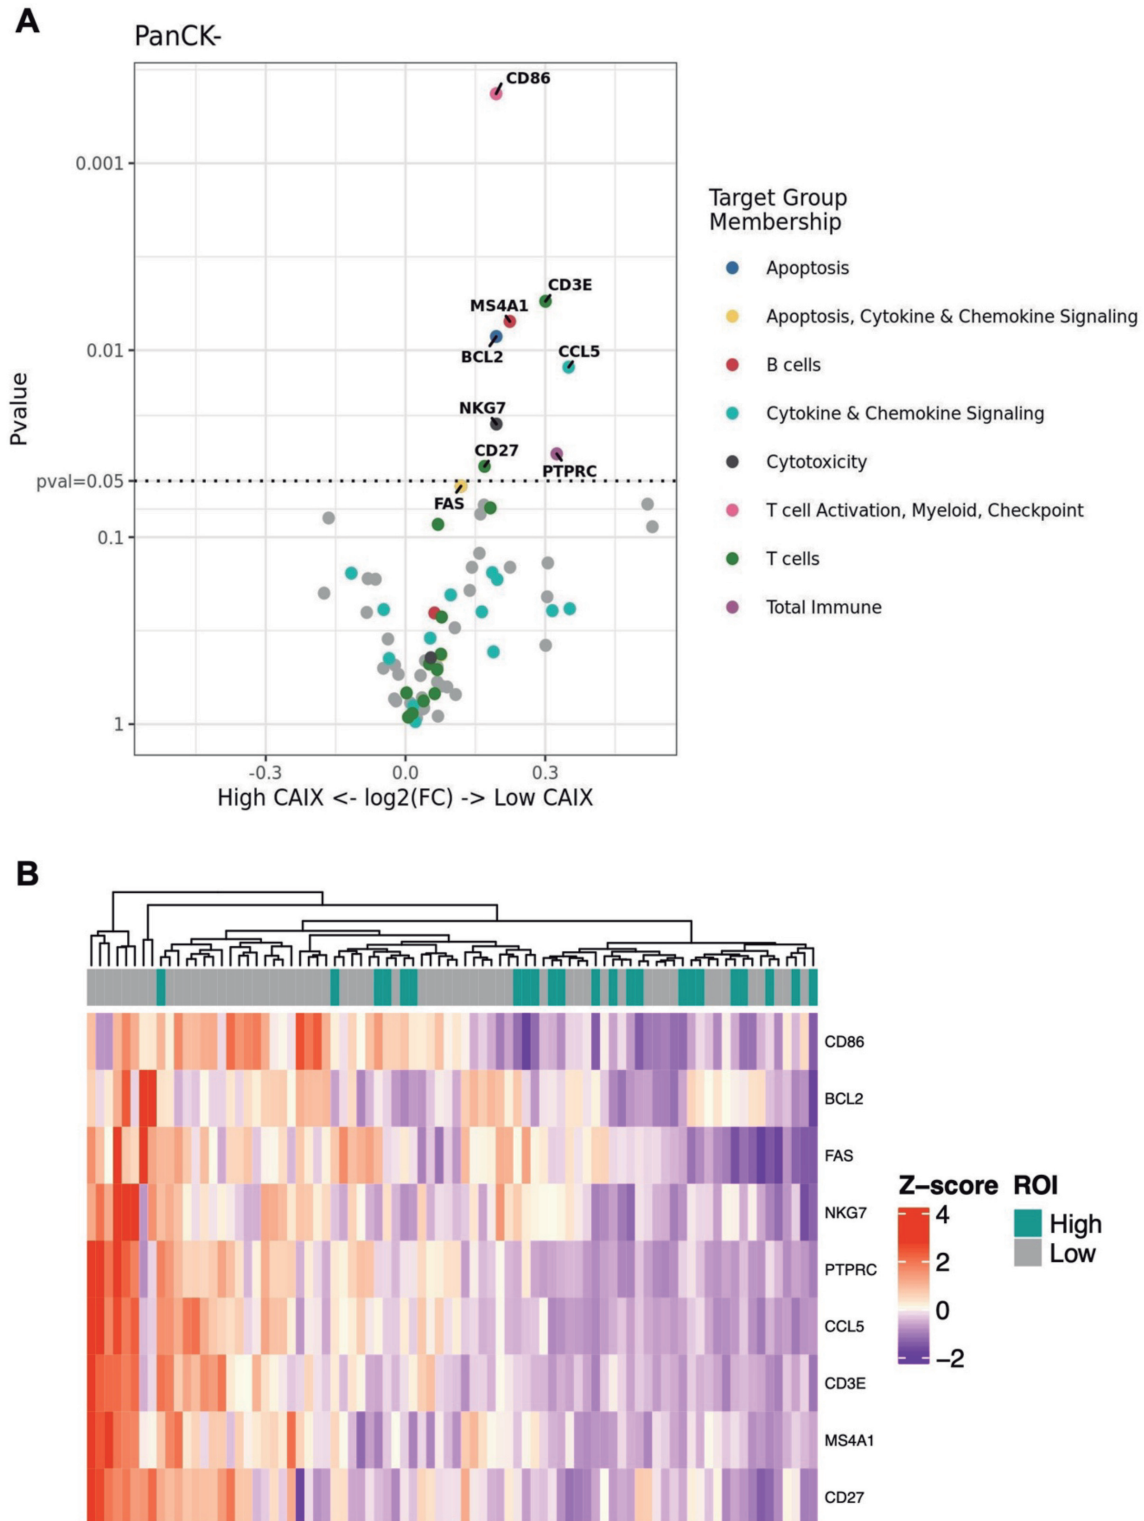 A
PanCK-
CD86
0.001
CD3E
MS4A1
BCL2
0.01
CCL5
NKG7
CD27
PTPRC
pval=0.05
FAS
0.1
1
Pvalue
-0.3 0.0 0.3
High CAIX <- log2(FC) -> Low CAIX
Target Group
Membership
Apoptosis
Apoptosis, Cytokine & Chemokine Signaling
B cells
Cytokine & Chemokine Signaling
Cytotoxicity
T cell Activation, Myeloid, Checkpoint
T cells
Total Immune
B
CD86
BCL2
FAS
NKG7
PTPRC
CCL5
CD3E
MS4A1
CD27
Z-score
4
2
0
-2
ROI
High
Low